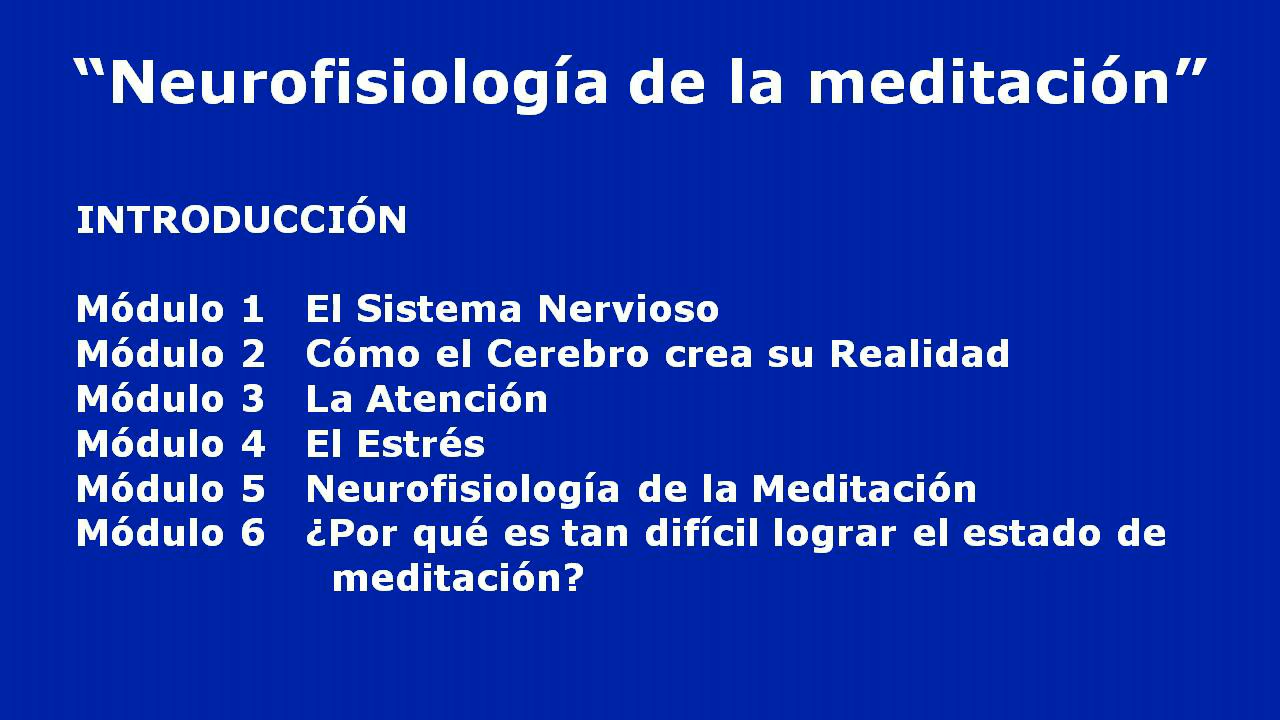 “Neurofisiología de la meditación”
INTRODUCCIÓN
Módulo 1 El Sistema Nervioso
Módulo 2 Cómo el Cerebro crea su Realidad
Módulo 3 La Atención
Módulo 4 El Estrés
Módulo 5 Neurofisiología de la Meditación
Módulo 6 ¿Por qué es tan difícil lograr el estado de
meditación?